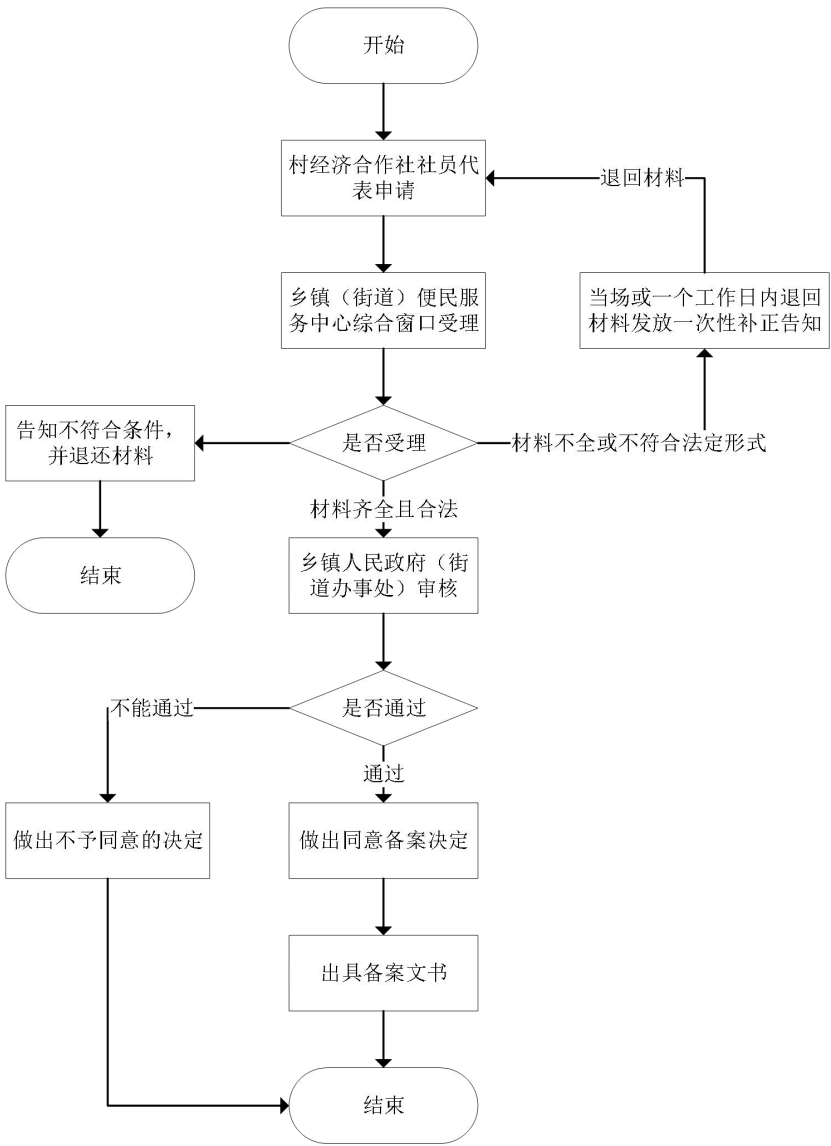 开始
村经济合作社社员代
表申请
退回材料
乡镇（街道）便民服
务中心综合窗口受理
当场或一个工作日内退回
材料发放一次性补正告知
告知不符合条件，
并退还材料
是否受理
材料不全或不符合法定形式
材料齐全且合法
结束
乡镇人民政府（街
道办事处）审核
不能通过
是否通过
通过
做出不予同意的决定
做出同意备案决定
出具备案文书
结束